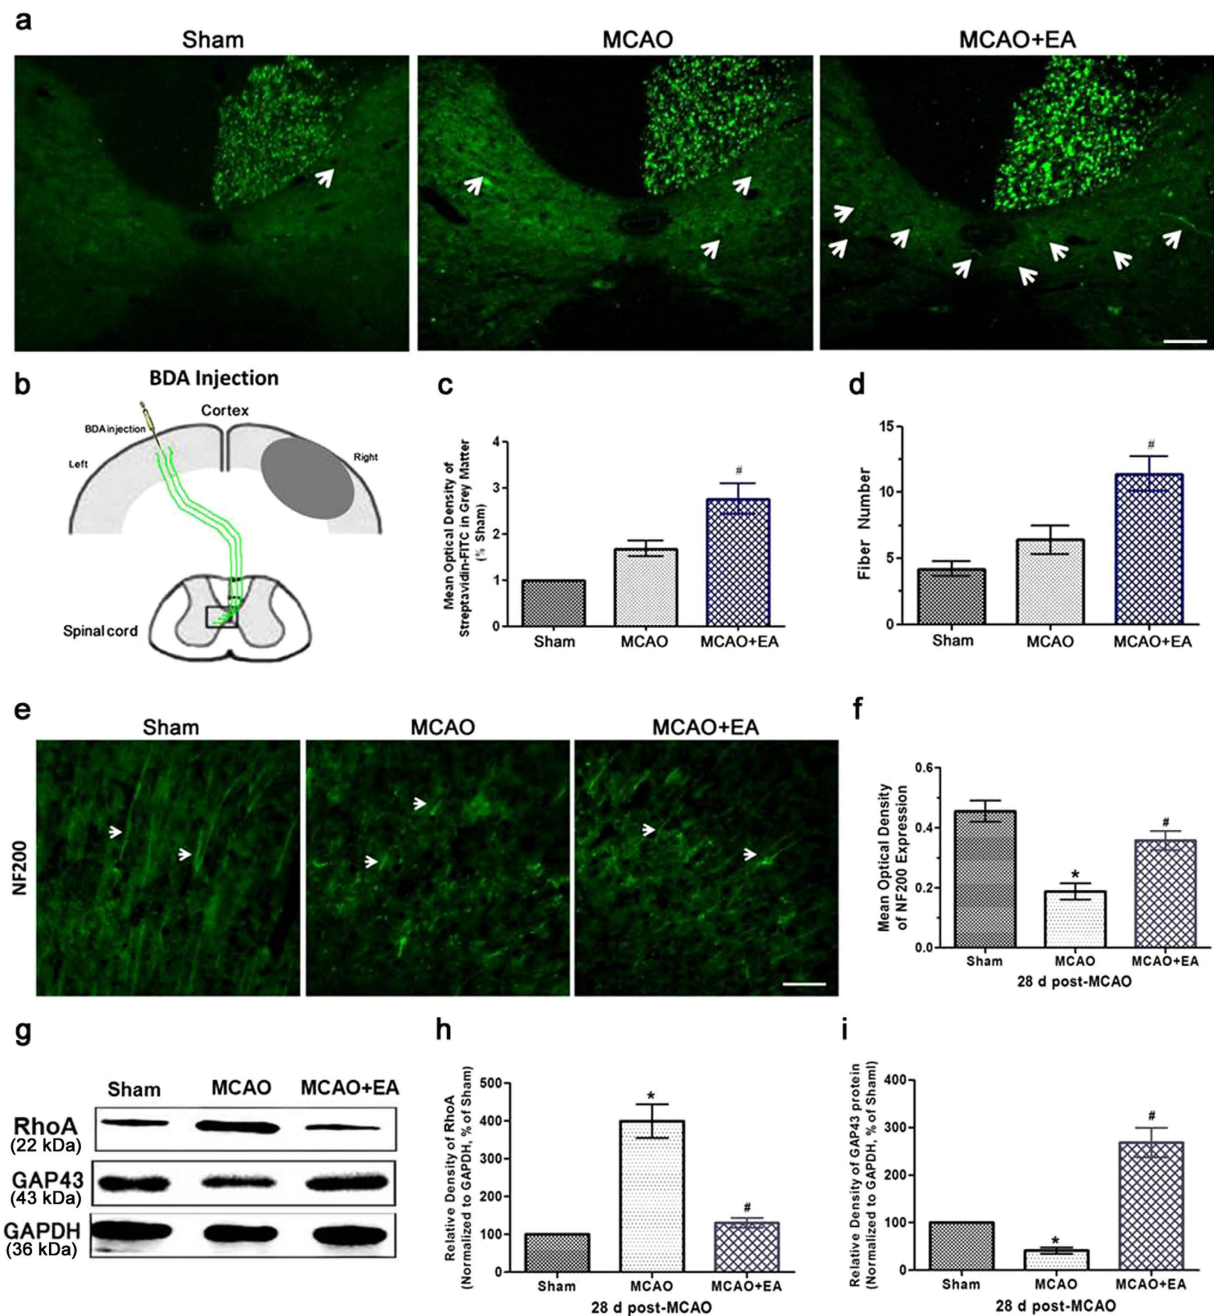 a
Sham
MCAO
MCAO+EA
b
BDA Injection
Cortex
BDA injection
Left
Right
Spinal cord
c
Mean Optical Density of
Streptavidin-FITC in Grey Matter
(% Sham)
4
3
2
1
0
#
Sham
MCAO
MCAO+EA
d
Fiber Number
15
10
5
0
#
Sham
MCAO
MCAO+EA
e
Sham
MCAO
MCAO+EA
NF200
f
Mean Optical Density
of NF200 Expression
0.6
0.4
0.2
0.0
*
#
Sham
MCAO
MCAO+EA
28 d post-MCAO
g
Sham
MCAO
MCAO+EA
RhoA
(22 kDa)
GAP43
(43 kDa)
GAPDH
(36 kDa)
h
Relative Density of RhoA
(Normalized to GAPDH, % of Sham)
500
400
300
200
100
0
*
#
Sham
MCAO
MCAO+EA
28 d post-MCAO
i
Relative Density of GAP43 protein
(Normalized to GAPDH, % of Shaml)
400
300
200
100
0
*
#
Sham
MCAO
MCAO+EA
28 d post-MCAO